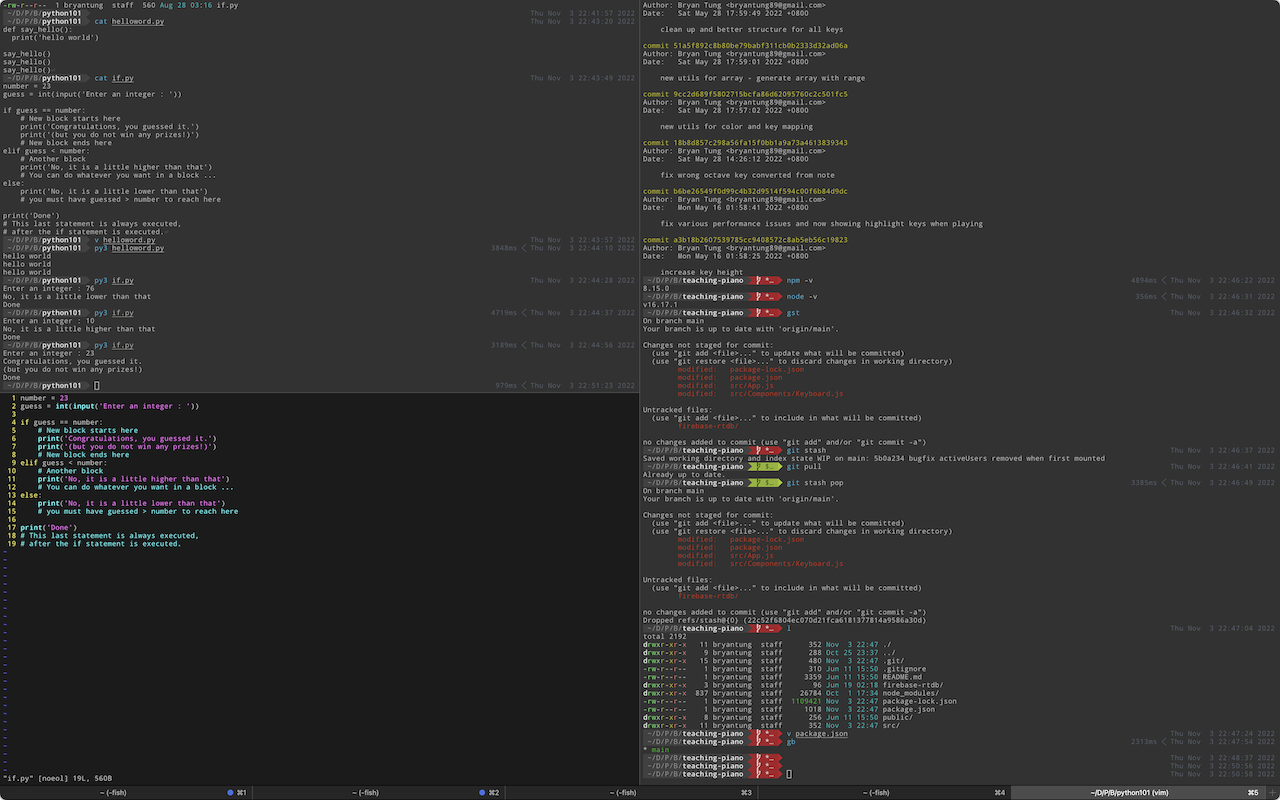 -rw-r--r--  1 bryantung  staff  560 Aug 28 03:16 if.py
~/D/P/B/python101  cat helloword.py  Thu Nov  3 22:41:57 2022
Thu Nov  3 22:43:20 2022
def say_hello():
  print('hello world')
say_hello()
say_hello()
say_hello()
~/D/P/B/python101  cat if.py  Thu Nov  3 22:43:49 2022
number = 23
guess = int(input('Enter an integer : '))
if guess == number:
    # New block starts here
    print('Congratulations, you guessed it.')
    print('(but you do not win any prizes!)')
    # New block ends here
elif guess < number:
    # Another block
    print('No, it is a little higher than that')
    # You can do whatever you want in a block ...
else:
    print('No, it is a little lower than that')
    # you must have guessed > number to reach here
print('Done')
# This last statement is always executed,
# after the if statement is executed.
~/D/P/B/python101  v helloword.py  Thu Nov  3 22:43:57 2022
~/D/P/B/python101  py3 helloword.py  3848ms < Thu Nov  3 22:44:10 2022
hello world
hello world
hello world
~/D/P/B/python101  py3 if.py  Thu Nov  3 22:44:28 2022
Enter an integer : 76
No, it is a little lower than that
Done
~/D/P/B/python101  py3 if.py  4719ms < Thu Nov  3 22:44:37 2022
Enter an integer : 10
No, it is a little higher than that
Done
~/D/P/B/python101  py3 if.py  3189ms < Thu Nov  3 22:44:56 2022
Enter an integer : 23
Congratulations, you guessed it.
(but you do not win any prizes!)
Done
~/D/P/B/python101  979ms < Thu Nov  3 22:51:23 2022
1 number = 23
2 guess = int(input('Enter an integer : '))
3
4 if guess == number:
5     # New block starts here
6     print('Congratulations, you guessed it.')
7     print('(but you do not win any prizes!)')
8     # New block ends here
9 elif guess < number:
10     # Another block
11     print('No, it is a little higher than that')
12     # You can do whatever you want in a block ...
13 else:
14     print('No, it is a little lower than that')
15     # you must have guessed > number to reach here
16
17 print('Done')
18 # This last statement is always executed,
19 # after the if statement is executed.
"if.py" [noeol] 19L, 560B
Author: Bryan Tung <bryantung89@gmail.com>
Date:   Sat May 28 17:59:49 2022 +0800
    clean up and better structure for all keys
commit 51a5f892c8b80be79babf311cb0b2333d32ad06a
Author: Bryan Tung <bryantung89@gmail.com>
Date:   Sat May 28 17:59:01 2022 +0800
    new utils for array - generate array with range
commit 9cc2d689f5802715bcfa86d62095760c2c501fc5
Author: Bryan Tung <bryantung89@gmail.com>
Date:   Sat May 28 17:57:02 2022 +0800
    new utils for color and key mapping
commit 18b8d857c298a56fa15f0bb1a9a73a4613839343
Author: Bryan Tung <bryantung89@gmail.com>
Date:   Sat May 28 14:26:12 2022 +0800
    fix wrong octave key converted from note
commit b6be26549f0d99c4b32d9514f594c00f6b84d9dc
Author: Bryan Tung <bryantung89@gmail.com>
Date:   Mon May 16 01:58:41 2022 +0800
    fix various performance issues and now showing highlight keys when playing
commit a3b18b2607539785cc9408572c8ab5eb56c19823
Author: Bryan Tung <bryantung89@gmail.com>
Date:   Mon May 16 01:58:25 2022 +0800
    increase key height
~/D/P/B/teaching-piano  *…  npm -v  4894ms < Thu Nov  3 22:46:22 2022
8.15.0
~/D/P/B/teaching-piano  *…  node -v  356ms < Thu Nov  3 22:46:31 2022
v16.17.1
~/D/P/B/teaching-piano  *…  gst  Thu Nov  3 22:46:32 2022
On branch main
Your branch is up to date with 'origin/main'.
Changes not staged for commit:
  (use "git add <file>..." to update what will be committed)
  (use "git restore <file>..." to discard changes in working directory)
        modified:   package-lock.json
        modified:   package.json
        modified:   src/App.js
        modified:   src/Components/Keyboard.js
Untracked files:
  (use "git add <file>..." to include in what will be committed)
        firebase-rtdb/
no changes added to commit (use "git add" and/or "git commit -a")
~/D/P/B/teaching-piano  *…  git stash  Thu Nov  3 22:46:37 2022
Saved working directory and index state WIP on main: 5b0a234 bugfix activeUsers removed when first mounted
~/D/P/B/teaching-piano  $…  git pull  Thu Nov  3 22:46:41 2022
Already up to date.
~/D/P/B/teaching-piano  $…  git stash pop  3385ms < Thu Nov  3 22:46:49 2022
On branch main
Your branch is up to date with 'origin/main'.
Changes not staged for commit:
  (use "git add <file>..." to update what will be committed)
  (use "git restore <file>..." to discard changes in working directory)
        modified:   package-lock.json
        modified:   package.json
        modified:   src/App.js
        modified:   src/Components/Keyboard.js
Untracked files:
  (use "git add <file>..." to include in what will be committed)
        firebase-rtdb/
no changes added to commit (use "git add" and/or "git commit -a")
Dropped refs/stash@{0} (22c52f6804ec070d21fca6181377814a9586a30d)
~/D/P/B/teaching-piano  *…  l  Thu Nov  3 22:47:04 2022
total 2192
drwxr-xr-x   11 bryantung  staff      352 Nov  3 22:47 ./
drwxr-xr-x    9 bryantung  staff      288 Oct 25 23:37 ../
drwxr-xr-x   15 bryantung  staff      480 Nov  3 22:47 .git/
-rw-r--r--    1 bryantung  staff      310 Jun 11 15:50 .gitignore
-rw-r--r--    1 bryantung  staff     3359 Jun 11 15:50 README.md
drwxr-xr-x    3 bryantung  staff       96 Jun 19 02:18 firebase-rtdb/
drwxr-xr-x  837 bryantung  staff    26784 Oct  1 17:34 node_modules/
-rw-r--r--    1 bryantung  staff  1109421 Nov  3 22:47 package-lock.json
-rw-r--r--    1 bryantung  staff     1018 Nov  3 22:47 package.json
drwxr-xr-x    8 bryantung  staff      256 Jun 11 15:50 public/
drwxr-xr-x   11 bryantung  staff      352 Nov  3 22:47 src/
~/D/P/B/teaching-piano  *…  v package.json  Thu Nov  3 22:47:24 2022
~/D/P/B/teaching-piano  *…  gb  2313ms < Thu Nov  3 22:47:54 2022
* main
~/D/P/B/teaching-piano  *…  Thu Nov  3 22:48:37 2022
~/D/P/B/teaching-piano  *…  Thu Nov  3 22:50:56 2022
~/D/P/B/teaching-piano  *…  Thu Nov  3 22:50:58 2022
~ (-fish)  ⌘1  ~ (-fish)  ⌘2  ~ (-fish)  ⌘3  ~ (-fish)  ⌘4  ~/D/P/B/python101 (vim)  ⌘5